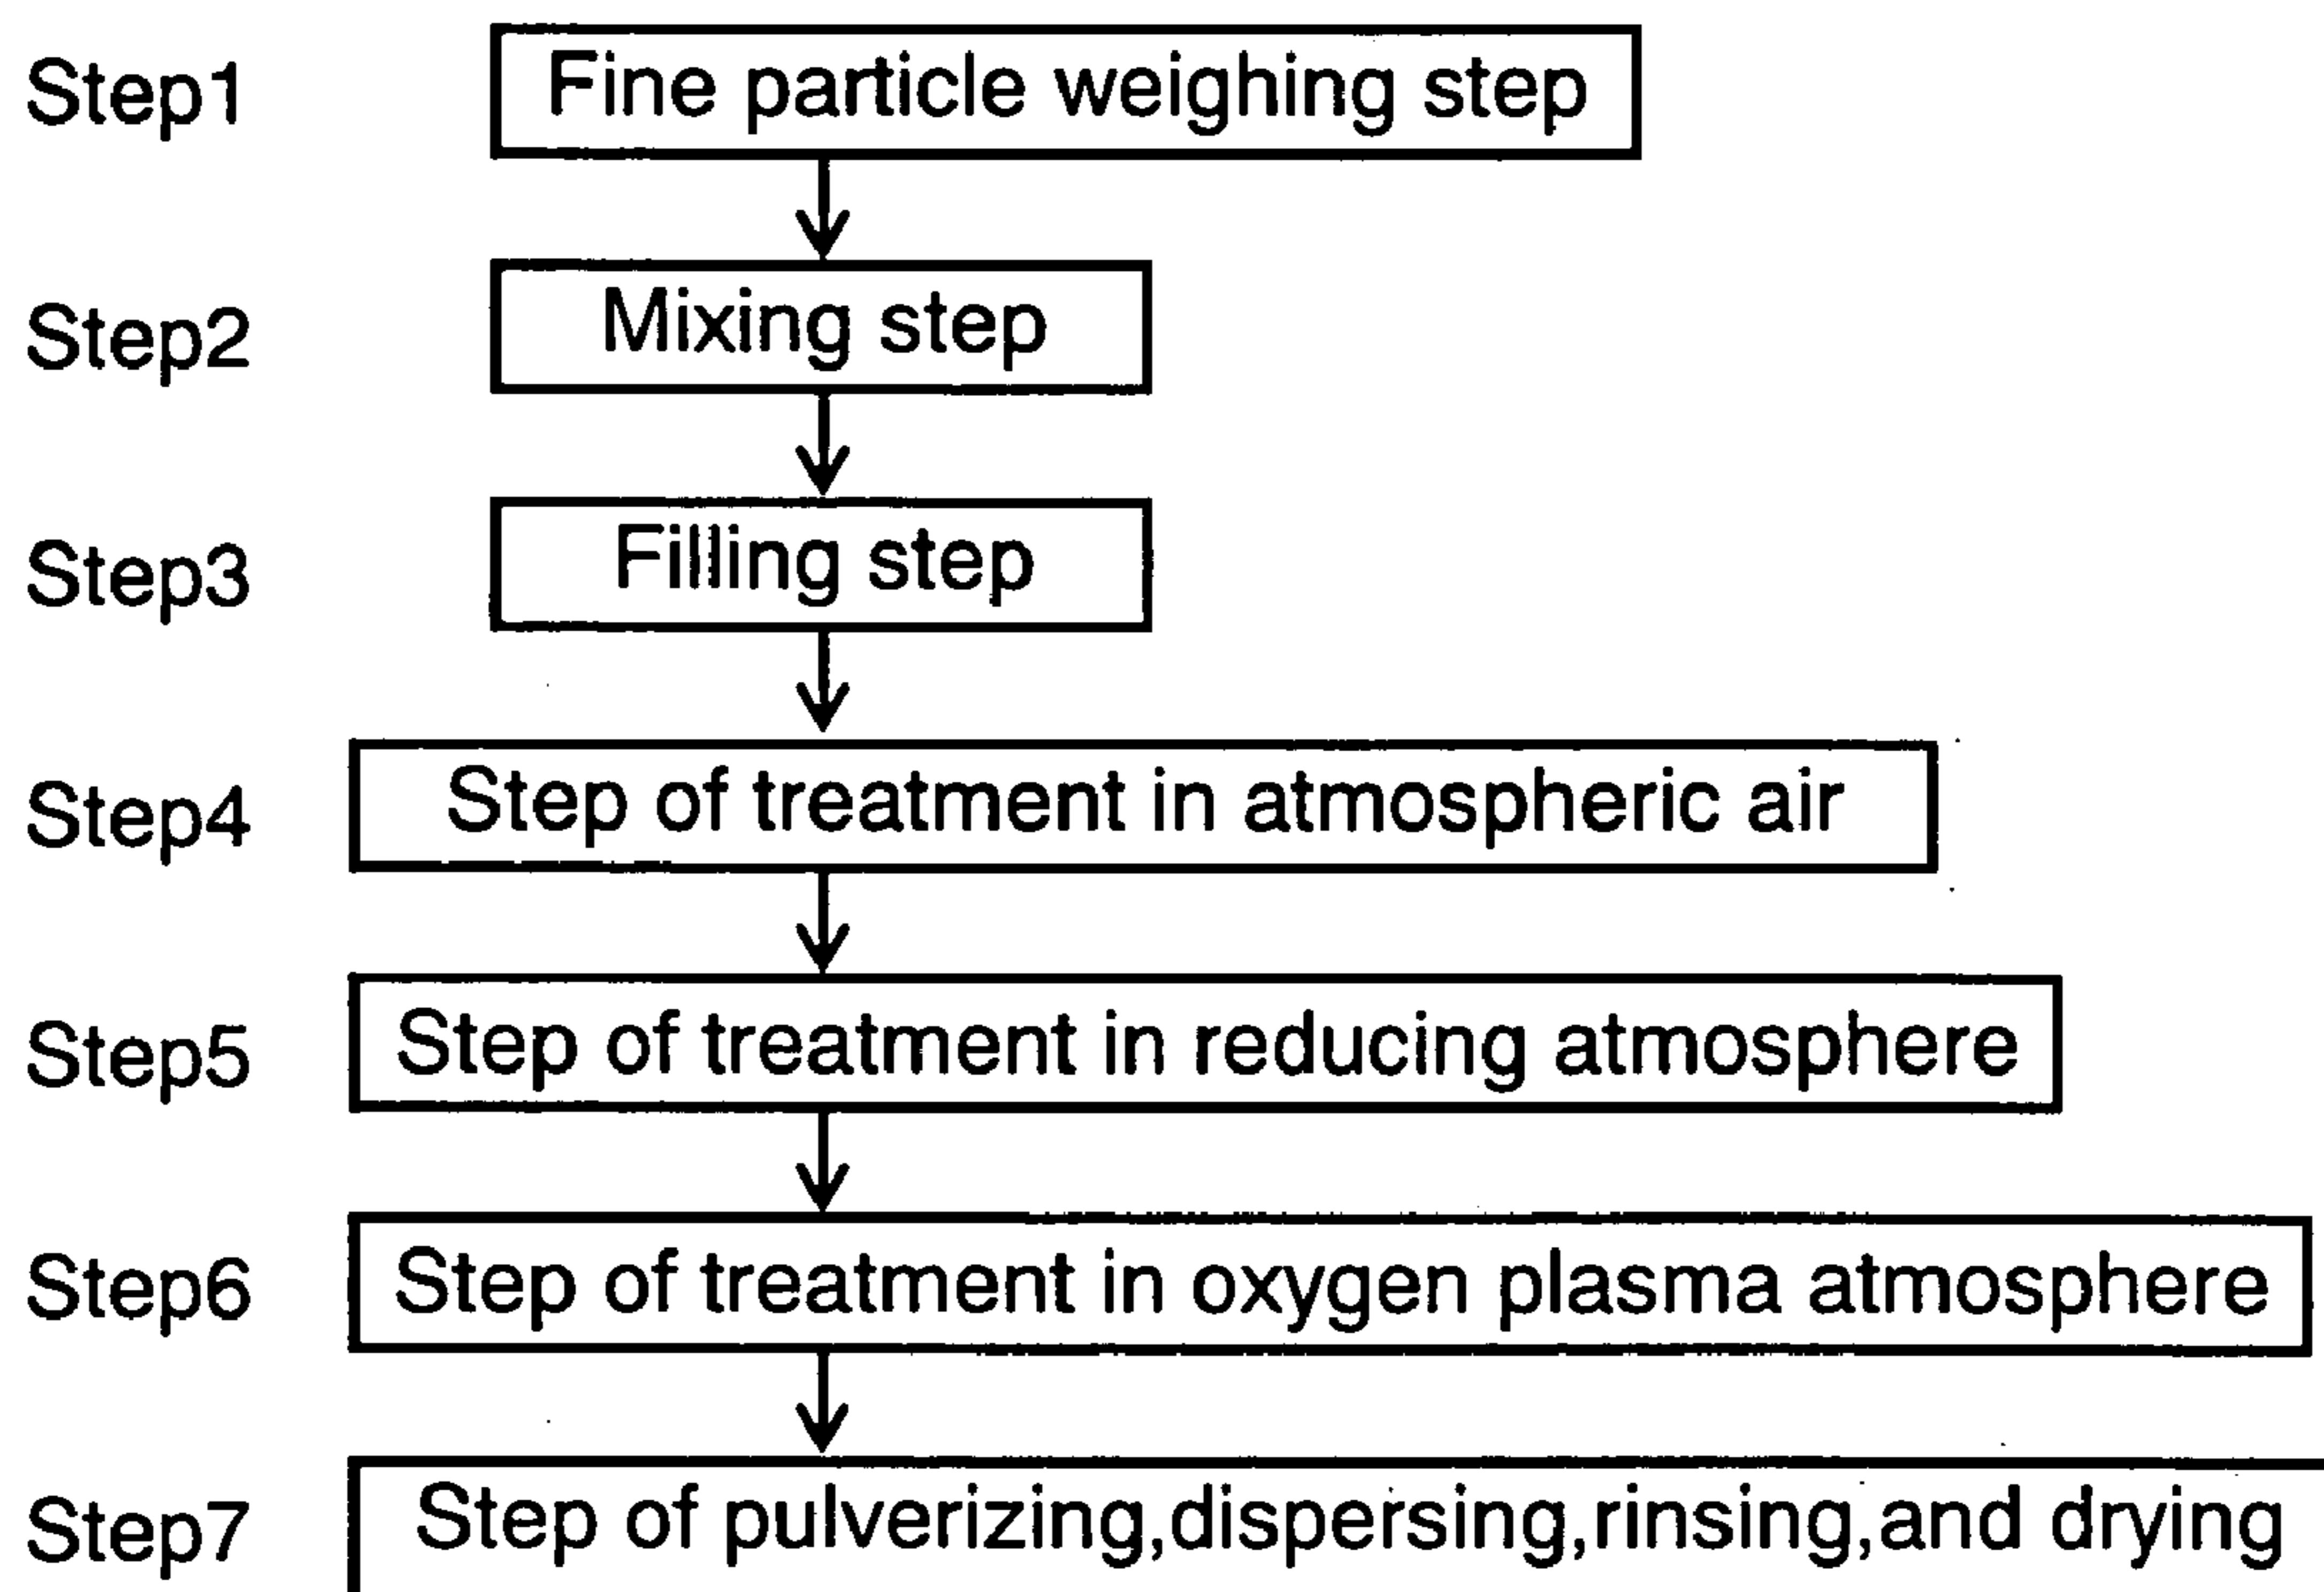 Step1 Fine particle weighing step
Step2 Mixing step
Step3 Filling step
Step4 Step of treatment in atmospheric air
Step5 Step of treatment in reducing atmosphere
Step6 Step of treatment in oxygen plasma atmosphere
Step7 Step of pulverizing,dispersing,rinsing,and drying